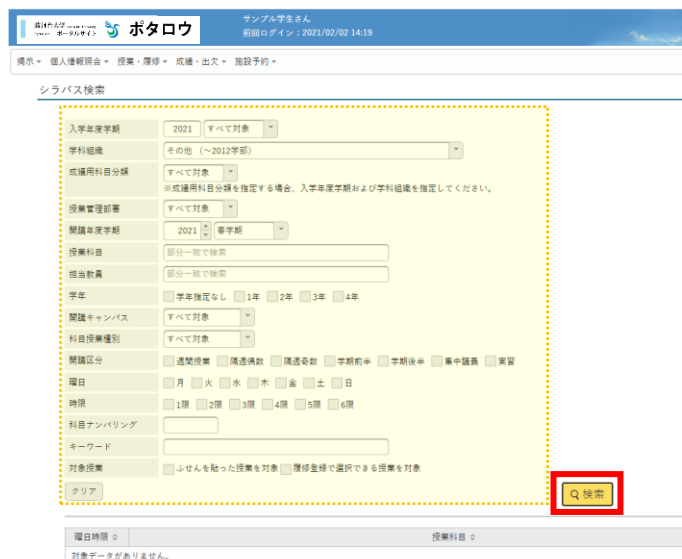 駿河台大学
ポータルサイト ポタロウ
サンプル学生さん
前回ログイン：2021/02/02 14:19
掲示 個人情報照会 授業・履修 成績・出欠 施設予約
シラバス検索
入学年度学期 2021 すべて対象
学科組織 その他（～2012学部）
成績用科目分類 すべて対象
※成績用科目分類を指定する場合、入学年度学期および学科組織を指定してください。
授業管理部署 すべて対象
開講年度学期 2021 春学期
授業科目 部分一致で検索
担当教員 部分一致で検索
学年 学年指定なし 1年 2年 3年 4年
開講キャンパス すべて対象
科目授業種別 すべて対象
開講区分 週間授業 隔週偶数 隔週奇数 学期前半 学期後半 集中講義 実習
曜日 月 火 水 木 金 土 日
時限 1限 2限 3限 4限 5限 6限
科目ナンバリング
キーワード
対象授業 ふせんを貼った授業を対象 履修登録で選択できる授業を対象
クリア 検索
曜日時限 授業科目
対象データがありません。